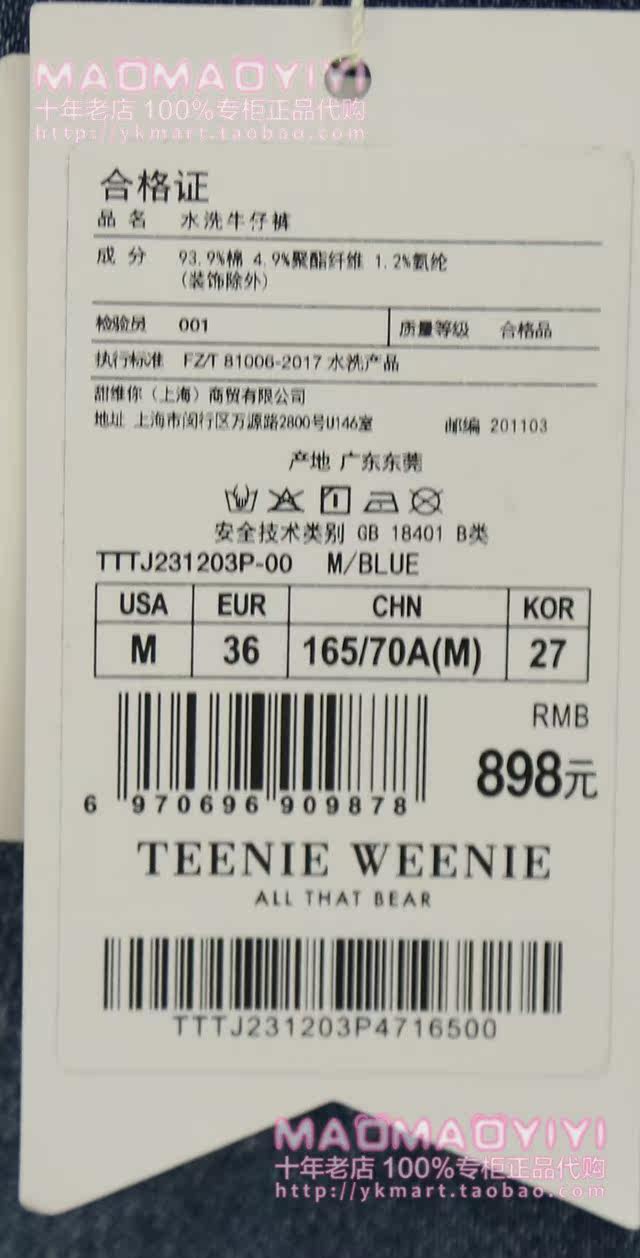 MAOMAOYIYI
十年老店 100%专柜正品代购
http://ykmart.taobao.com
合格证
品 名 水洗牛仔裤
成 分 93.9%棉 4.9%聚酯纤维 1.2%氨纶
(装饰除外)
检验员 001 质量等级 合格品
执行标准 FZ/T 81006-2017 水洗产品
甜维你（上海）商贸有限公司
地址 上海市闵行区万源路2800号U146室 邮编 201103
产地 广东东莞
安全技术类别 GB 18401 B类
TTTJ231203P-00 M/BLUE
USA EUR CHN KOR
M 36 165/70A(M) 27
RMB
898元
6 970696 909878
TEENIE WEENIE
ALL THAT BEAR
TTTJ231203P4716500
MAOMAOYIYI
十年老店 100%专柜正品代购
http://ykmart.taobao.com